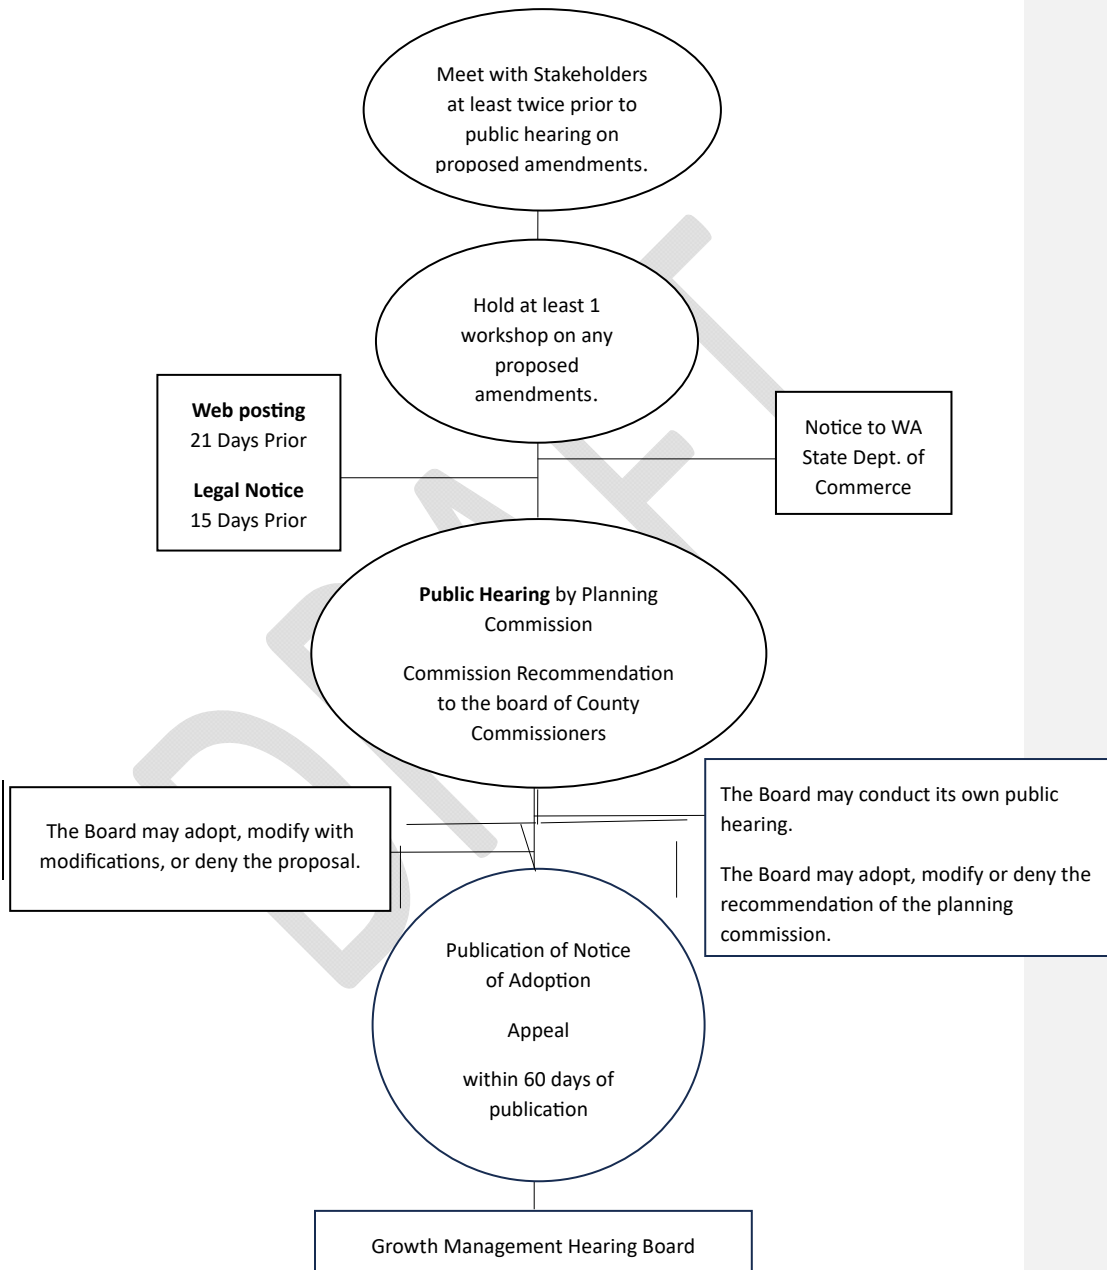 Meet with Stakeholders
at least twice prior to
public hearing on
proposed amendments.
Hold at least 1
workshop on any
proposed
amendments.
Web posting
21 Days Prior
Legal Notice
15 Days Prior
Notice to WA
State Dept. of
Commerce
Public Hearing by Planning
Commission
Commission Recommendation
to the board of County
Commissioners
The Board may adopt, modify with
modifications, or deny the proposal.
The Board may conduct its own public
hearing.
The Board may adopt, modify or deny the
recommendation of the planning
commission.
Publication of Notice
of Adoption
Appeal
within 60 days of
publication
Growth Management Hearing Board
DRAFT